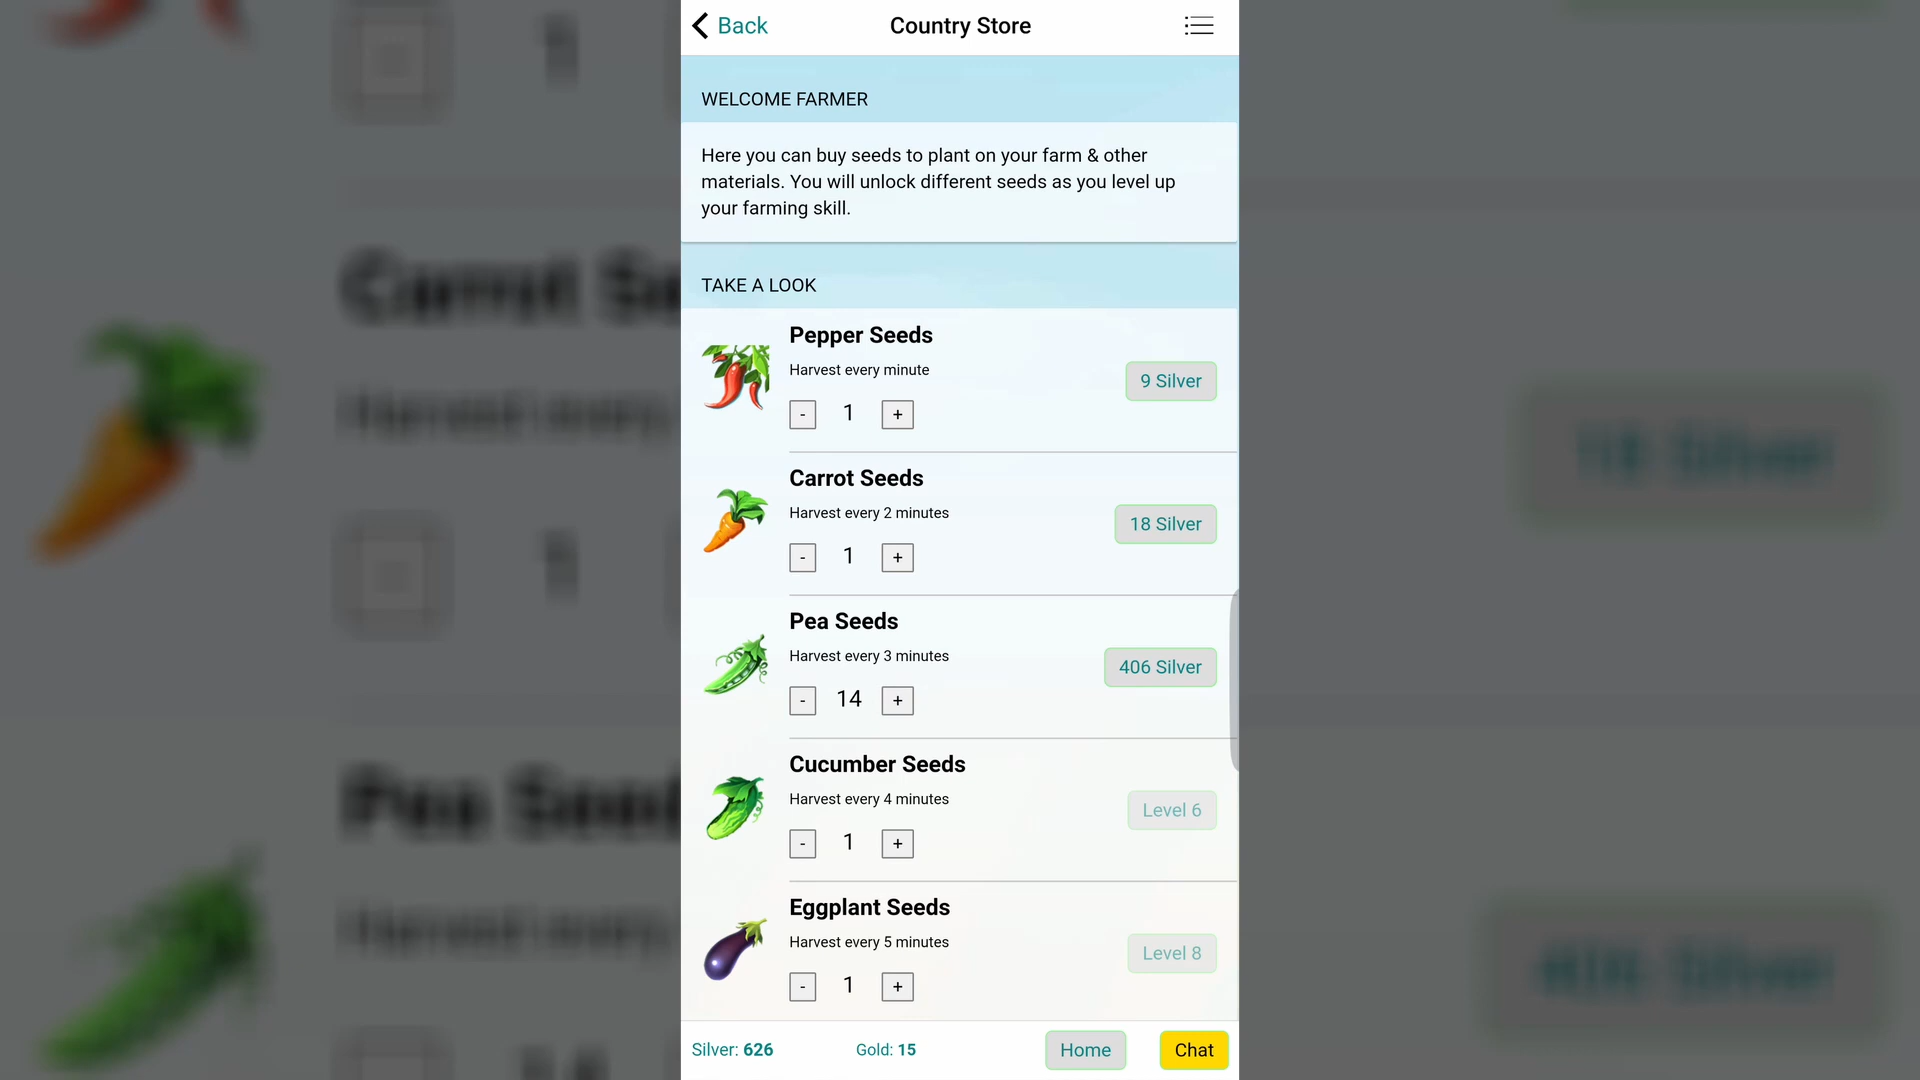 Back
Country Store
WELCOME FARMER
Here you can buy seeds to plant on your farm & other
materials. You will unlock different seeds as you level up
your farming skill.
TAKE A LOOK
Pepper Seeds
Harvest every minute
9 Silver
- 1 +
Carrot Seeds
Harvest every 2 minutes
18 Silver
- 1 +
Pea Seeds
Harvest every 3 minutes
406 Silver
- 14 +
Cucumber Seeds
Harvest every 4 minutes
Level 6
- 1 +
Eggplant Seeds
Harvest every 5 minutes
Level 8
- 1 +
Silver: 626
Gold: 15
Home
Chat